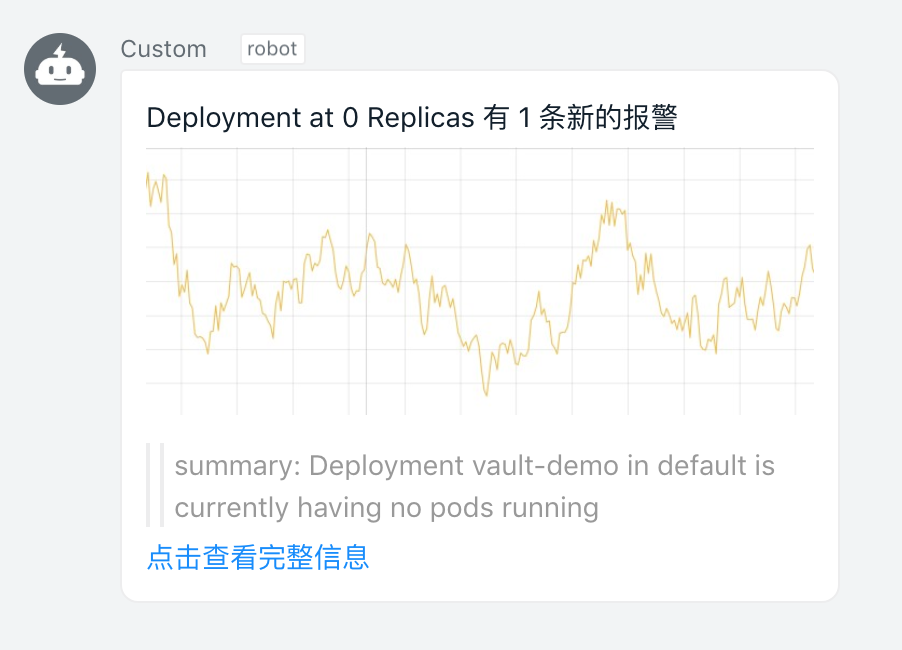 Custom robot
Deployment at 0 Replicas 有 1 条新的报警
summary: Deployment vault-demo in default is
currently having no pods running
点击查看完整信息